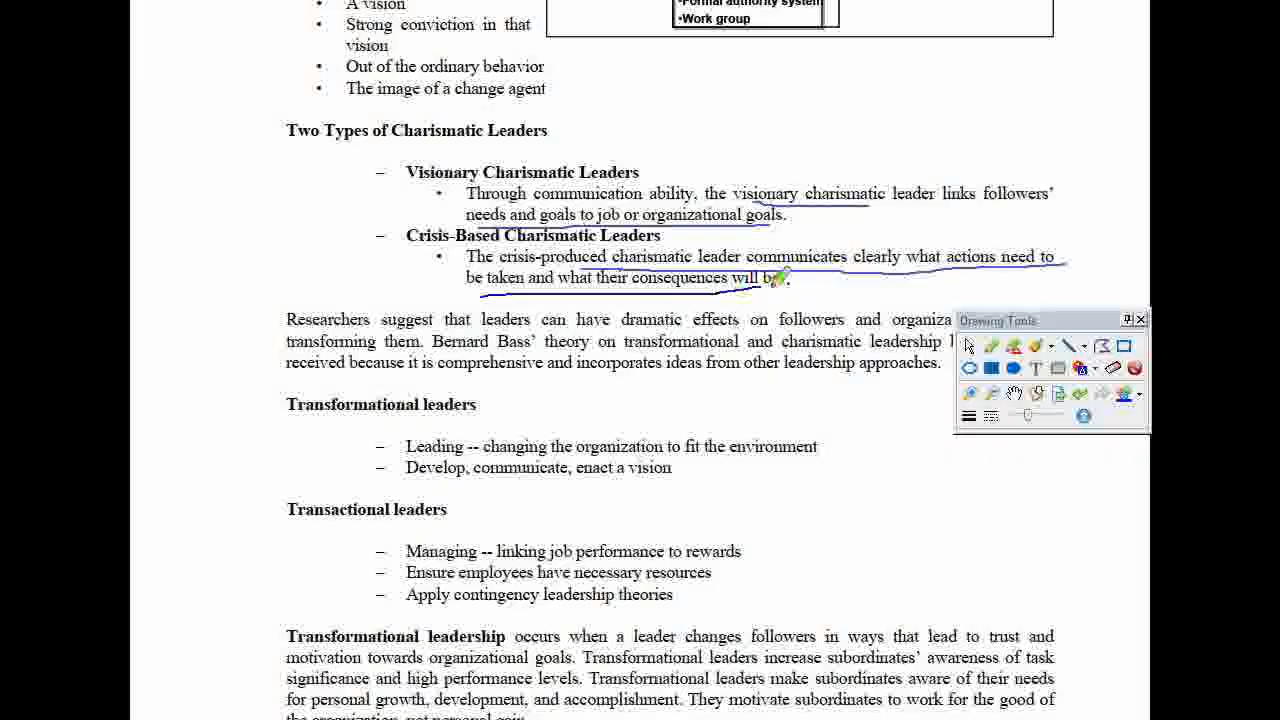 A vision
•Formal authority system
•Work group
• Strong conviction in that
vision
• Out of the ordinary behavior
• The image of a change agent
Two Types of Charismatic Leaders
– Visionary Charismatic Leaders
• Through communication ability, the visionary charismatic leader links followers’
needs and goals to job or organizational goals.
– Crisis-Based Charismatic Leaders
• The crisis-produced charismatic leader communicates clearly what actions need to
be taken and what their consequences will be.
Researchers suggest that leaders can have dramatic effects on followers and
transforming them. Bernard Bass’ theory on transformational and charismatic leadership
received because it is comprehensive and incorporates ideas from other leadership approaches.
Drawing Tools
Transformational leaders
– Leading -- changing the organization to fit the environment
– Develop, communicate, enact a vision
Transactional leaders
– Managing -- linking job performance to rewards
– Ensure employees have necessary resources
– Apply contingency leadership theories
Transformational leadership occurs when a leader changes followers in ways that lead to trust and
motivation towards organizational goals. Transformational leaders increase subordinates’ awareness of task
significance and high performance levels. Transformational leaders make subordinates aware of their needs
for personal growth, development, and accomplishment. They motivate subordinates to work for the good of
the organization, not personal gain.